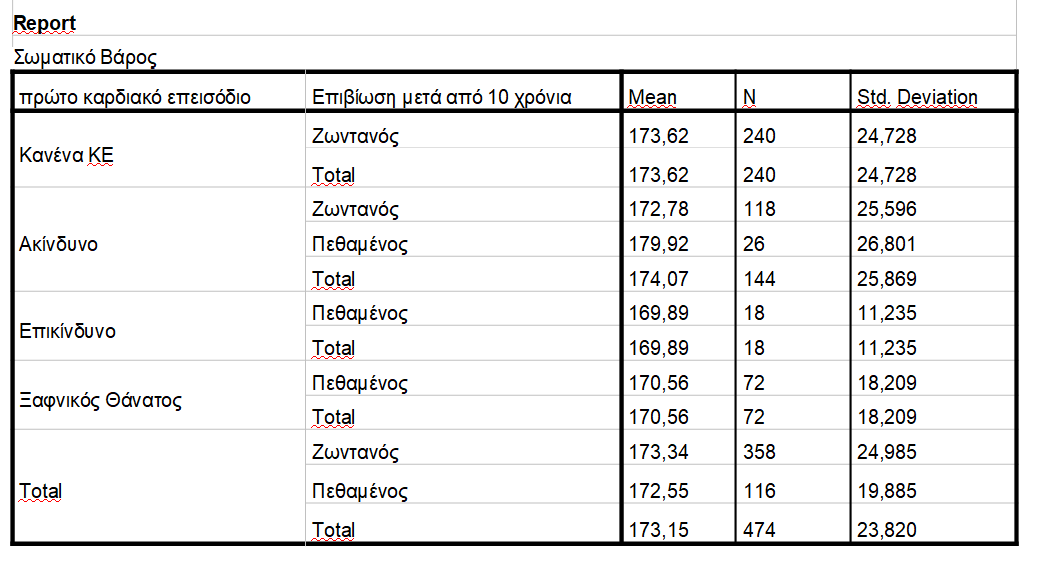 Report
Σωματικό Βάρος
πρώτο καρδιακό επεισόδιο Επιβίωση μετά από 10 χρόνια Mean N Std. Deviation
Κανένα ΚΕ Ζωντανός 173,62 240 24,728
Total 173,62 240 24,728
Ακίνδυνο Ζωντανός 172,78 118 25,596
Πεθαμένος 179,92 26 26,801
Total 174,07 144 25,869
Επικίνδυνο Πεθαμένος 169,89 18 11,235
Total 169,89 18 11,235
Ξαφνικός Θάνατος Πεθαμένος 170,56 72 18,209
Total 170,56 72 18,209
Total Ζωντανός 173,34 358 24,985
Πεθαμένος 172,55 116 19,885
Total 173,15 474 23,820